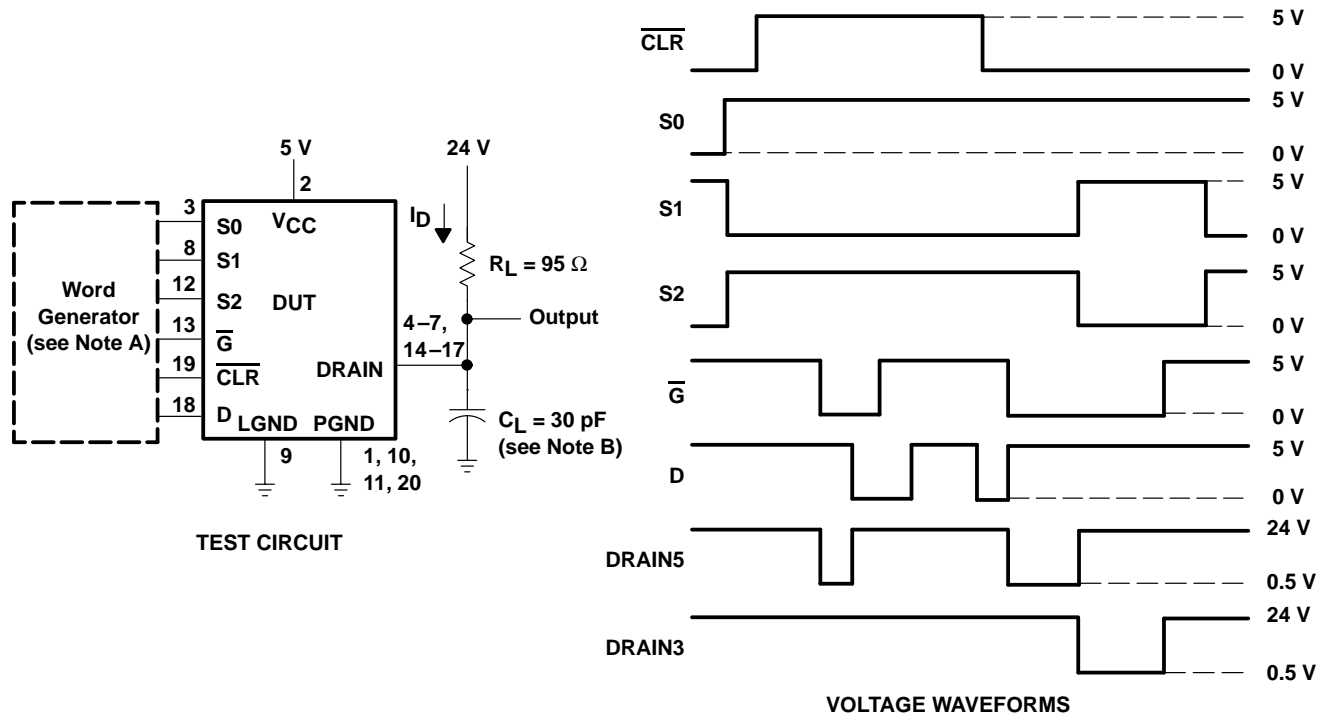 5 V
24 V
2
Word
Generator
(see Note A)
3
8
12
13
19
18
S0
S1
S2
G
CLR
D
VCC
DUT
DRAIN
LGND
PGND
9
1, 10,
11, 20
4–7,
14–17
ID
RL = 95 Ω
Output
CL = 30 pF
(see Note B)
TEST CIRCUIT
CLR
5 V
0 V
S0
5 V
0 V
S1
5 V
0 V
S2
5 V
0 V
G
5 V
0 V
D
5 V
0 V
DRAIN5
24 V
0.5 V
DRAIN3
24 V
0.5 V
VOLTAGE WAVEFORMS